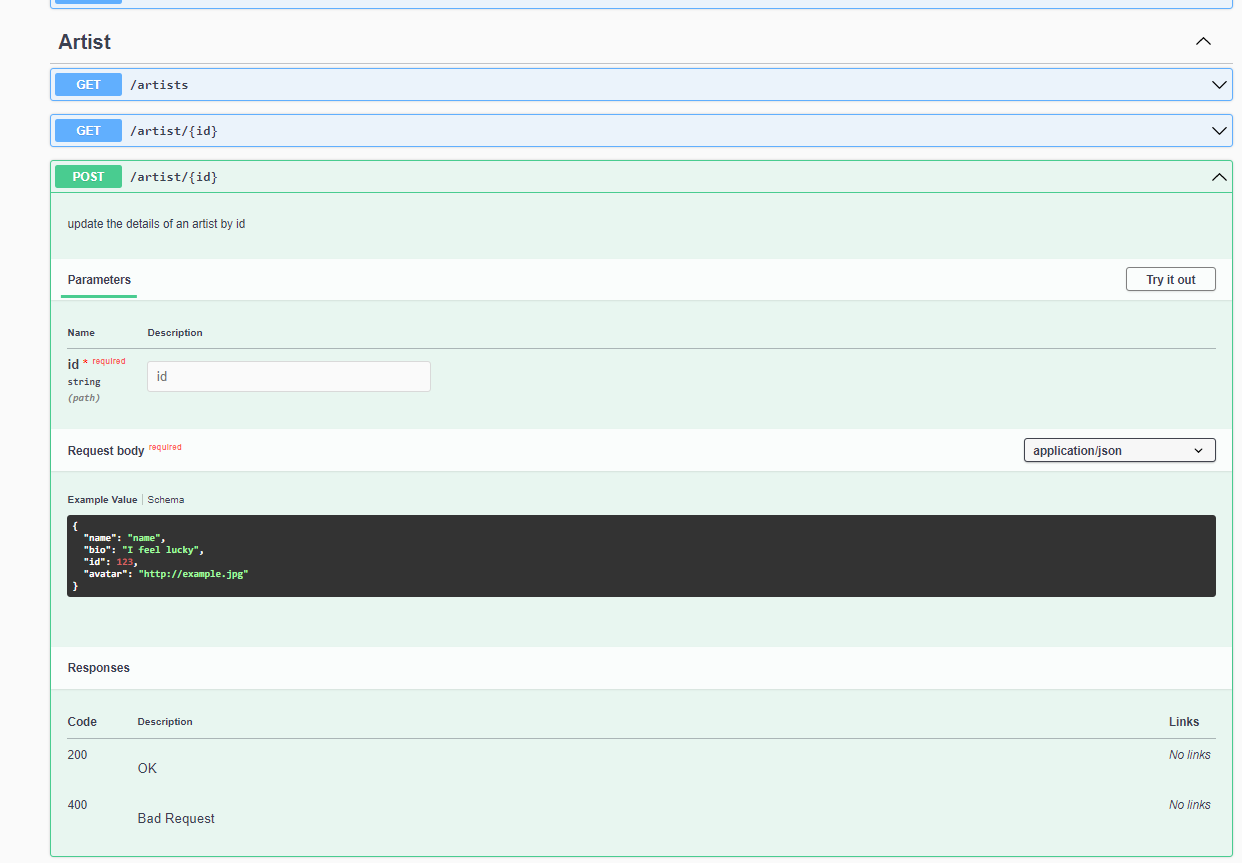 Artist
GET /artists
GET /artist/{id}
POST /artist/{id}
update the details of an artist by id
Parameters
Try it out
Name Description
id * required
string
(path)
id
Request body required
application/json
Example Value | Schema
{
  "name": "name",
  "bio": "I feel lucky",
  "id": 123,
  "avatar": "http://example.jpg"
}
Responses
Code Description Links
200 OK No links
400 Bad Request No links